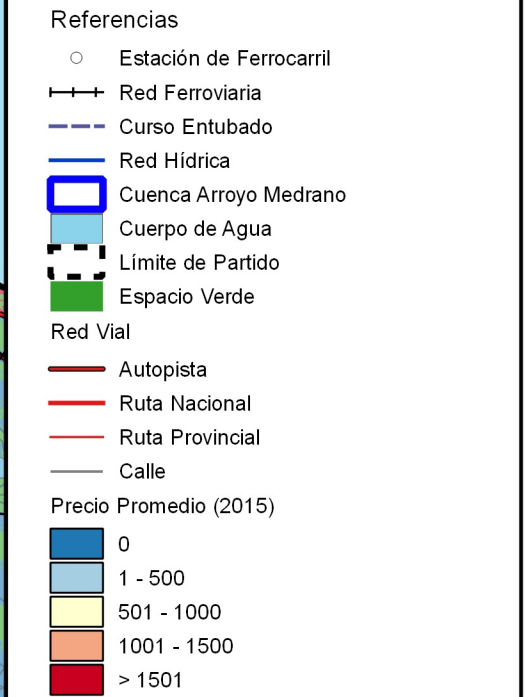 Referencias
Estación de Ferrocarril
Red Ferroviaria
Curso Entubado
Red Hídrica
Cuenca Arroyo Medrano
Cuerpo de Agua
Límite de Partido
Espacio Verde
Red Vial
Autopista
Ruta Nacional
Ruta Provincial
Calle
Precio Promedio (2015)
0
1 - 500
501 - 1000
1001 - 1500
> 1501